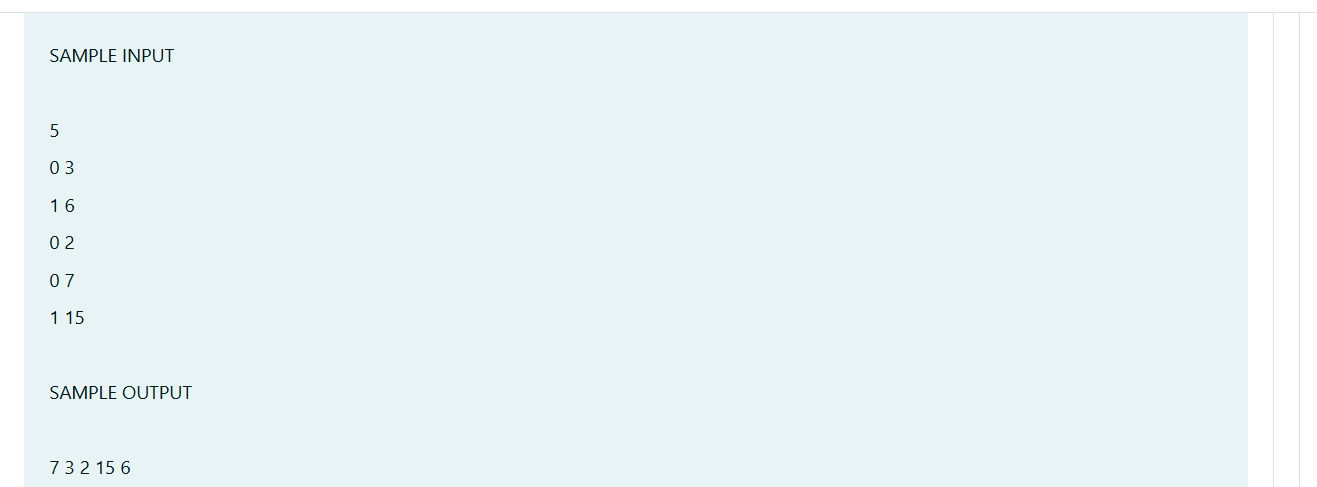 SAMPLE INPUT
5
0 3
1 6
0 2
0 7
1 15
SAMPLE OUTPUT
7 3 2 15 6